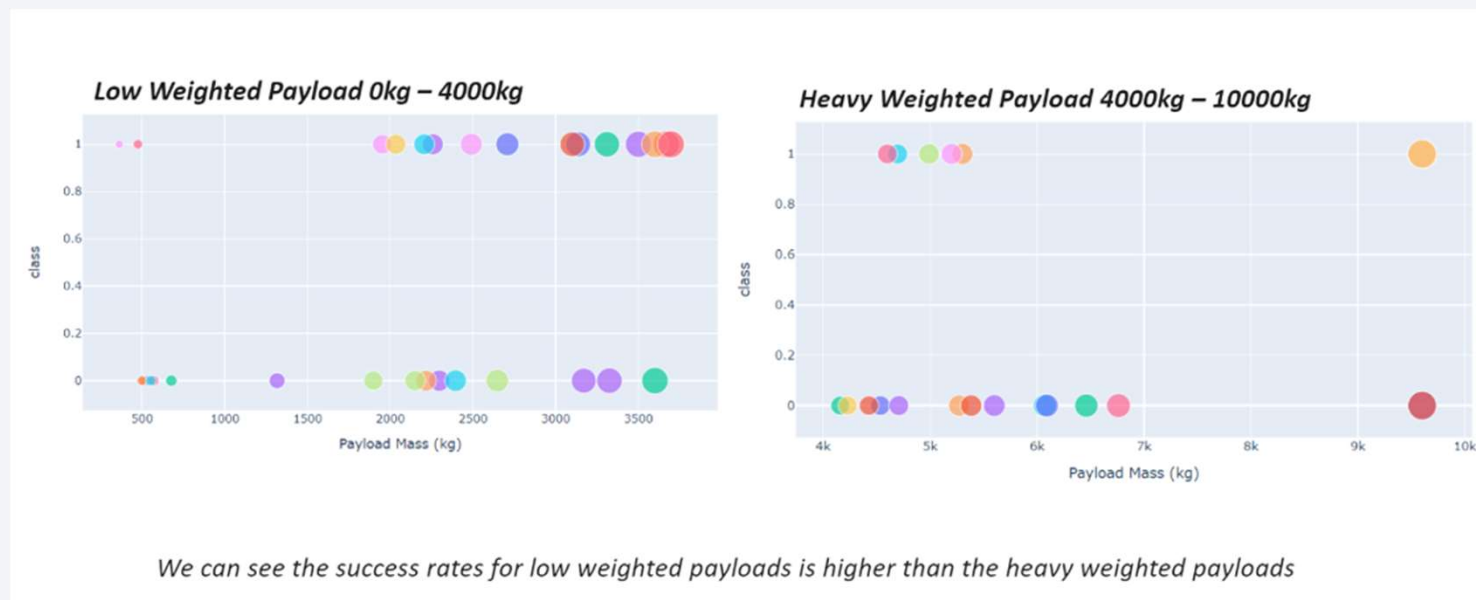 Low Weighted Payload 0kg – 4000kg
1
0.8
0.6
0.4
0.2
0
class
500
1000
1500
2000
2500
3000
3500
Payload Mass (kg)
Heavy Weighted Payload 4000kg – 10000kg
1
0.8
0.6
0.4
0.2
0
class
4k
5k
6k
7k
8k
9k
10k
Payload Mass (kg)
We can see the success rates for low weighted payloads is higher than the heavy weighted payloads